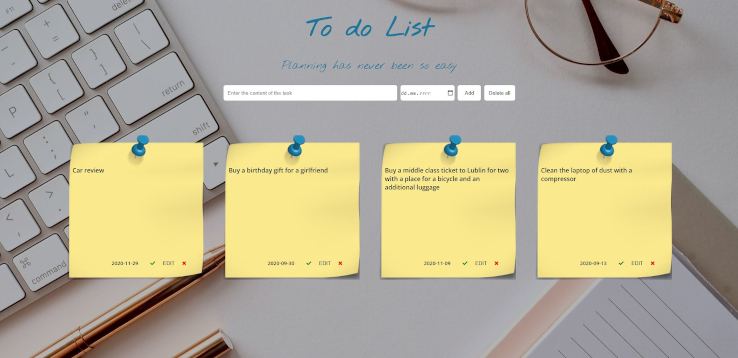 To do List
Planning has never been so easy
Enter the content of the task
dd.mm.rrrr
Add
Delete all
Car review
2020-11-29 ✓ EDIT ✗
Buy a birthday gift for a girlfriend
2020-09-30 ✓ EDIT ✗
Buy a middle class ticket to Lublin for two
with a place for a bicycle and an
additional luggage
2020-11-09 ✓ EDIT ✗
Clean the laptop of dust with a
compressor
2020-09-13 ✓ EDIT ✗
return
shift
command
⌘
P
{
[
}
]
:
;
"
'
<
,
>
.
?
/